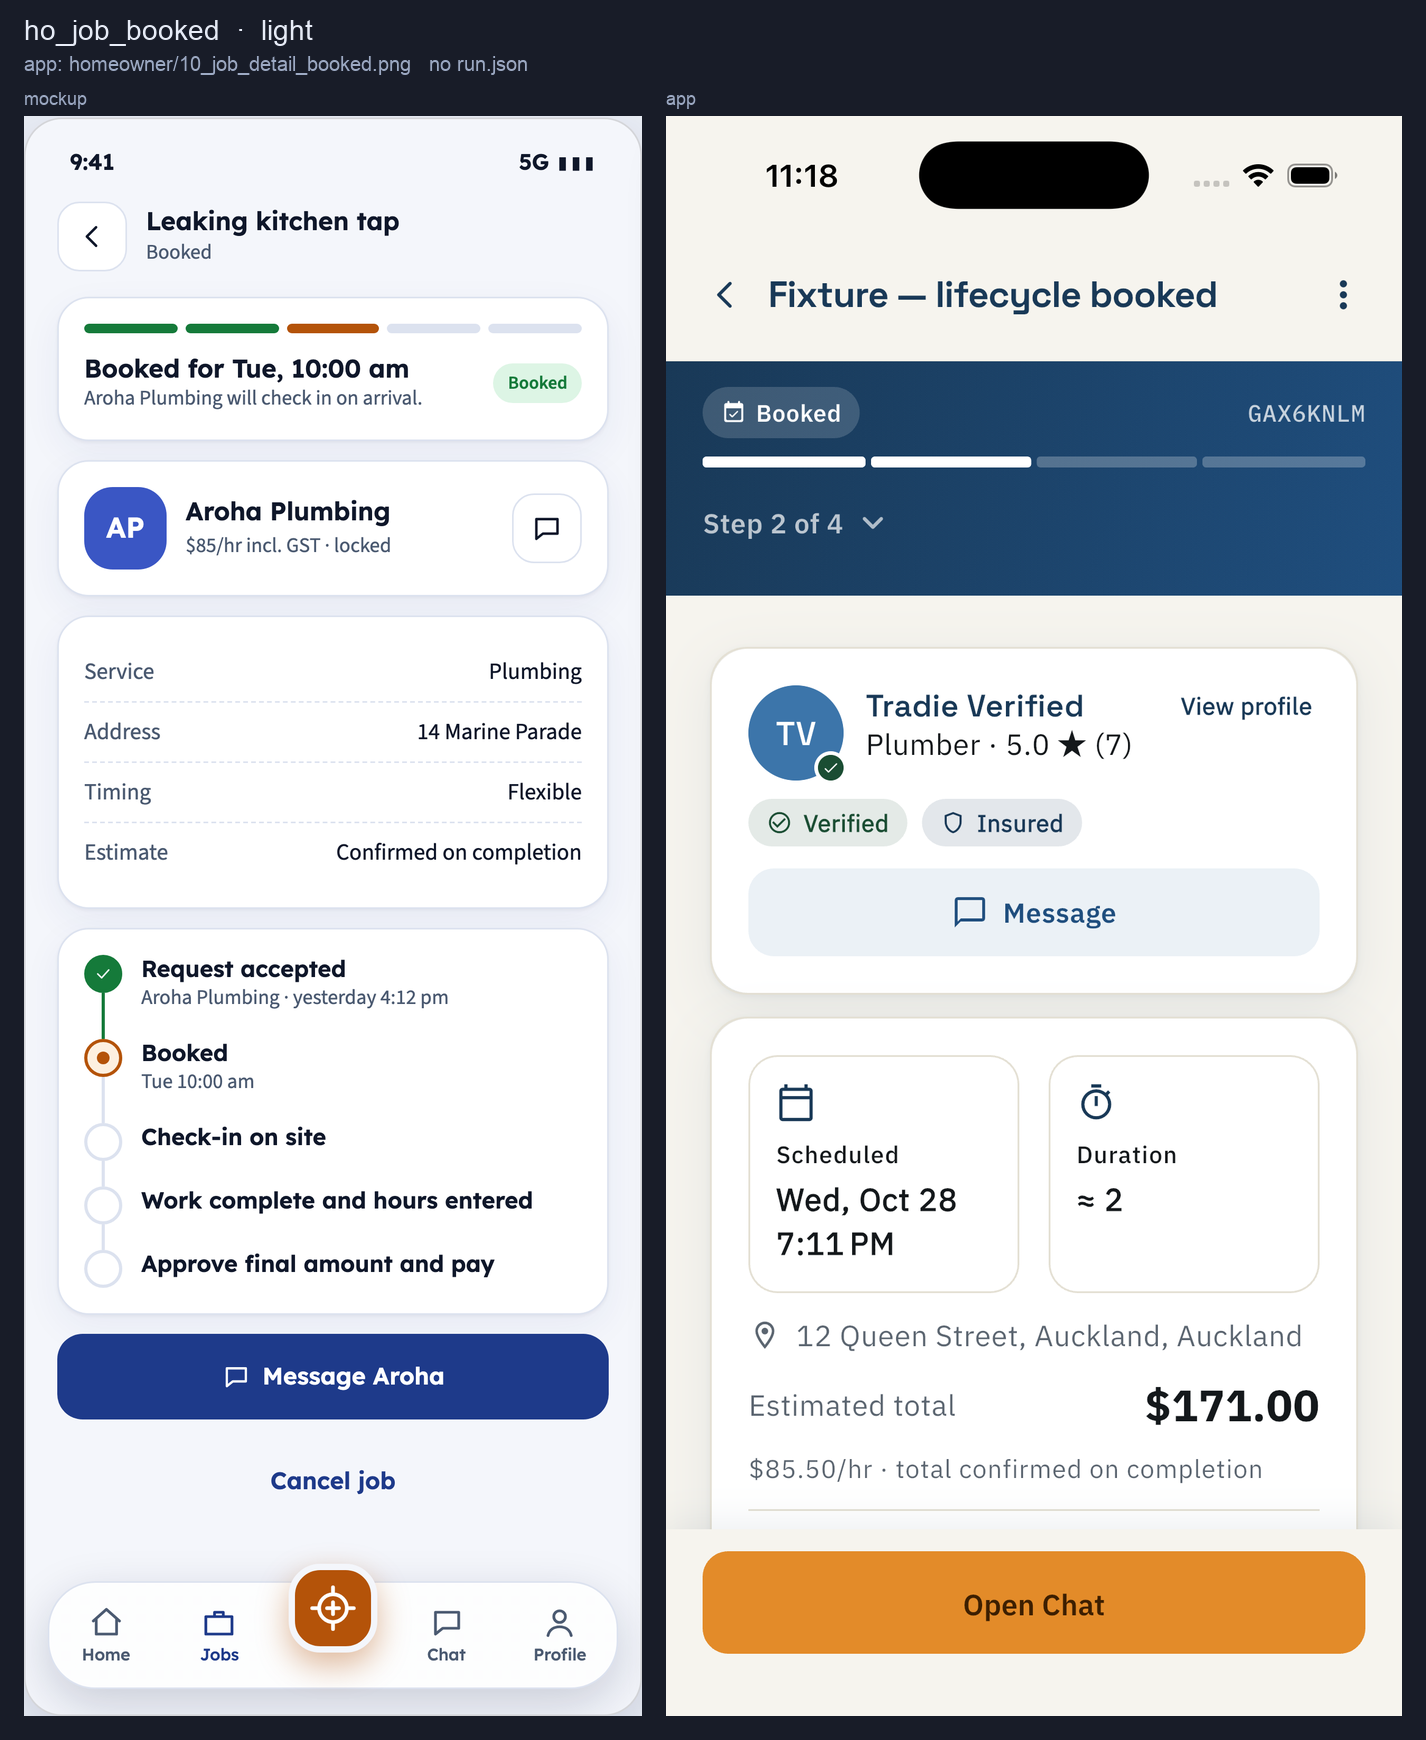 ho_job_booked · light
app: homeowner/10_job_detail_booked.png no run.json
mockup
9:41
5G
Leaking kitchen tap
Booked
Booked for Tue, 10:00 am
Aroha Plumbing will check in on arrival.
Booked
AP
Aroha Plumbing
$85/hr incl. GST · locked
Service
Plumbing
Address
14 Marine Parade
Timing
Flexible
Estimate
Confirmed on completion
Request accepted
Aroha Plumbing · yesterday 4:12 pm
Booked
Tue 10:00 am
Check-in on site
Work complete and hours entered
Approve final amount and pay
Message Aroha
Cancel job
Home
Jobs
Chat
Profile
app
11:18
Fixture — lifecycle booked
Booked
GAX6KNLM
Step 2 of 4
TV
Tradie Verified
View profile
Plumber · 5.0 ★ (7)
Verified
Insured
Message
Scheduled
Wed, Oct 28
7:11 PM
Duration
≈ 2
12 Queen Street, Auckland, Auckland
Estimated total
$171.00
$85.50/hr · total confirmed on completion
Open Chat